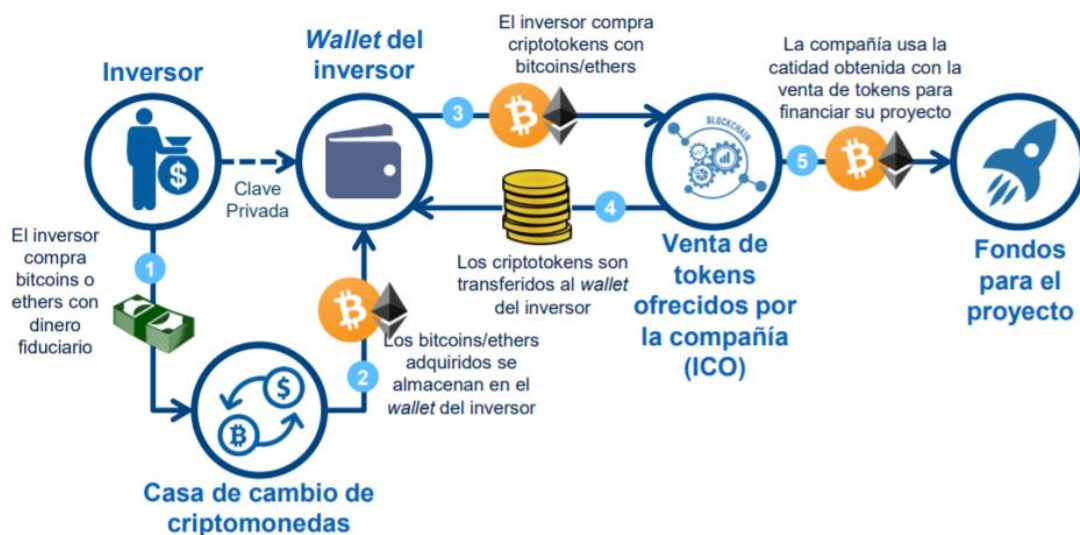 Inversor
Clave
Privada
El inversor
compra
bitcoins o
ethers con
dinero
fiduciario
1
$
Casa de cambio de
criptomonedas
$
Wallet del
inversor
2
Los bitcoins/ethers
adquiridos se
almacenan en el
wallet del inversor
El inversor compra
criptotokens con
bitcoins/ethers
3
4
Los criptotokens son
transferidos al wallet
del inversor
BLOCKCHAIN
Venta de
tokens
ofrecidos por
la compañía
(ICO)
La compañía usa la
catidad obtenida con la
venta de tokens para
financiar su proyecto
5
Fondos
para el
proyecto